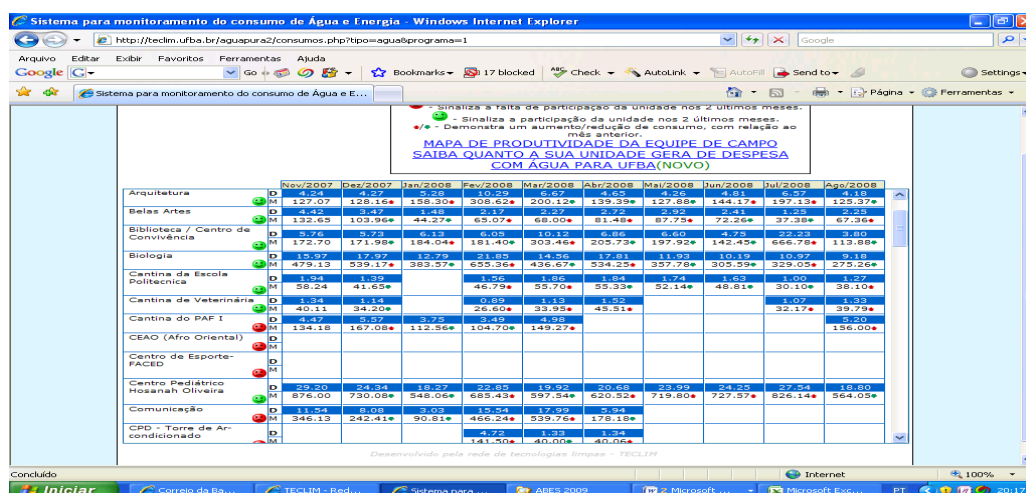 Sistema para monitoramento do consumo de Água e Energia - Windows Internet Explorer
http://teclim.ufba.br/aguapura2/consumos.php?tipo=agua&programa=1
Google
Arquivo Editar Exibir Favoritos Ferramentas Ajuda
Google Go Bookmarks 17 blocked Check AutoLink AutoFill Send to Settings
Sistema para monitoramento do consumo de Água e E... Página Ferramentas
- Sinaliza a falta de participação da unidade nos 2 últimos meses.
- Sinaliza a participação da unidade nos 2 últimos meses.
/ - Demonstra um aumento/redução de consumo, com relação ao
mês anterior.
MAPA DE PRODUTIVIDADE DA EQUIPE DE CAMPO
SAIBA QUANTO A SUA UNIDADE GERA DE DESPESA
COM ÁGUA PARA UFBA(NOVO)
Nov/2007 Dez/2007 Jan/2008 Fev/2008 Mar/2008 Abr/2008 Mai/2008 Jun/2008 Jul/2008 Ago/2008
Arquitetura D 4.24 4.27 5.28 10.29 6.67 4.65 4.26 4.81 6.57 4.18
M 127.07 128.16 158.30 308.62 200.12 139.39 127.88 144.17 197.13 125.37
Belas Artes D 4.42 3.47 1.48 2.17 2.27 2.72 2.92 2.41 1.25 2.25
M 132.65 103.96 44.27 65.07 68.00 81.48 87.75 72.26 37.38 67.36
Biblioteca / Centro de Convivência D 5.76 5.73 6.13 6.05 10.12 6.86 6.60 4.75 22.23 3.80
M 172.70 171.98 184.04 181.40 303.46 205.73 197.92 142.45 666.78 113.88
Biologia D 15.97 17.97 12.79 21.85 14.56 17.81 11.93 10.19 10.97 9.18
M 479.13 539.17 383.57 655.36 436.67 534.25 357.78 305.59 329.05 275.26
Cantina da Escola Politecnica D 1.94 1.39 1.56 1.86 1.84 1.74 1.63 1.00 1.27
M 58.24 41.65 46.79 55.70 55.33 52.14 48.81 30.10 38.10
Cantina de Veterinária D 1.34 1.14 0.89 1.13 1.52 1.07 1.33
M 40.11 34.20 26.60 33.95 45.51 32.17 39.79
Cantina do PAF I D 4.47 5.57 3.75 3.49 4.98 5.20
M 134.18 167.08 112.56 104.70 149.27 156.00
CEAO (Afro Oriental) D
M
Centro de Esporte-FACED D
M
Centro Pediátrico Hosanah Oliveira D 29.20 24.34 18.27 22.85 19.92 20.68 23.99 24.25 27.54 18.80
M 876.00 730.08 548.06 685.43 597.54 620.52 719.80 727.57 826.14 564.05
Comunicação D 11.54 8.08 3.03 15.54 17.99 5.94
M 346.13 242.41 90.81 466.24 539.76 178.18
CPD - Torre de Ar-condicionado D 4.72 1.33 1.34
M 141.50 40.00 40.06
Desenvolvido pela rede de tecnologias limpas - TECLIM
Concluído Internet 100%
Iniciar Correio da Ba... TECLIM - Red... Sistema para ... ABES 2009 2 Microsoft ... Microsoft Exc... PT 20:17